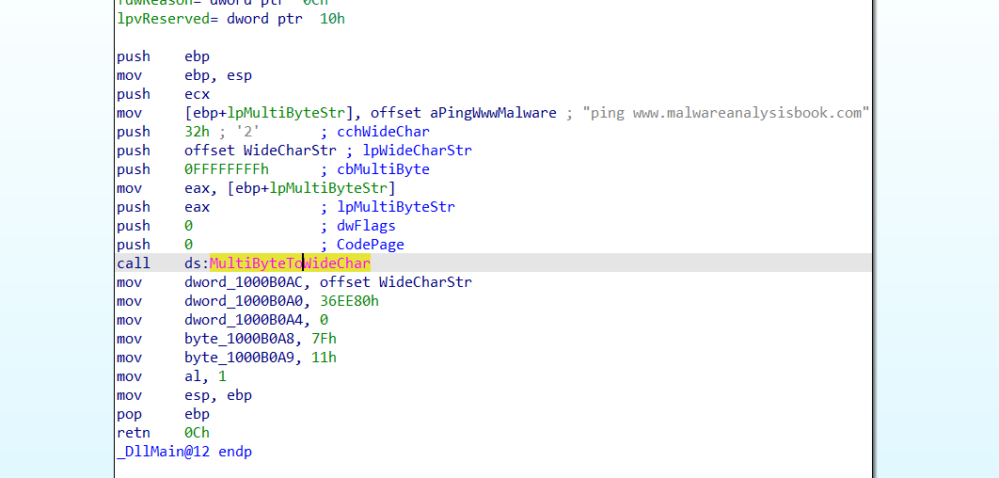 fdwReason= dword ptr  0Ch
lpvReserved= dword ptr  10h
push    ebp
mov     ebp, esp
push    ecx
mov     [ebp+lpMultiByteStr], offset aPingWwwMalware ; "ping www.malwareanalysisbook.com"
push    32h ; '2'       ; cchWideChar
push    offset WideCharStr ; lpWideCharStr
push    0FFFFFFFFh      ; cbMultiByte
mov     eax, [ebp+lpMultiByteStr]
push    eax             ; lpMultiByteStr
push    0               ; dwFlags
push    0               ; CodePage
call    ds:MultiByteToWideChar
mov     dword_1000B0AC, offset WideCharStr
mov     dword_1000B0A0, 36EE80h
mov     dword_1000B0A4, 0
mov     byte_1000B0A8, 7Fh
mov     byte_1000B0A9, 11h
mov     al, 1
mov     esp, ebp
pop     ebp
retn    0Ch
_DllMain@12 endp